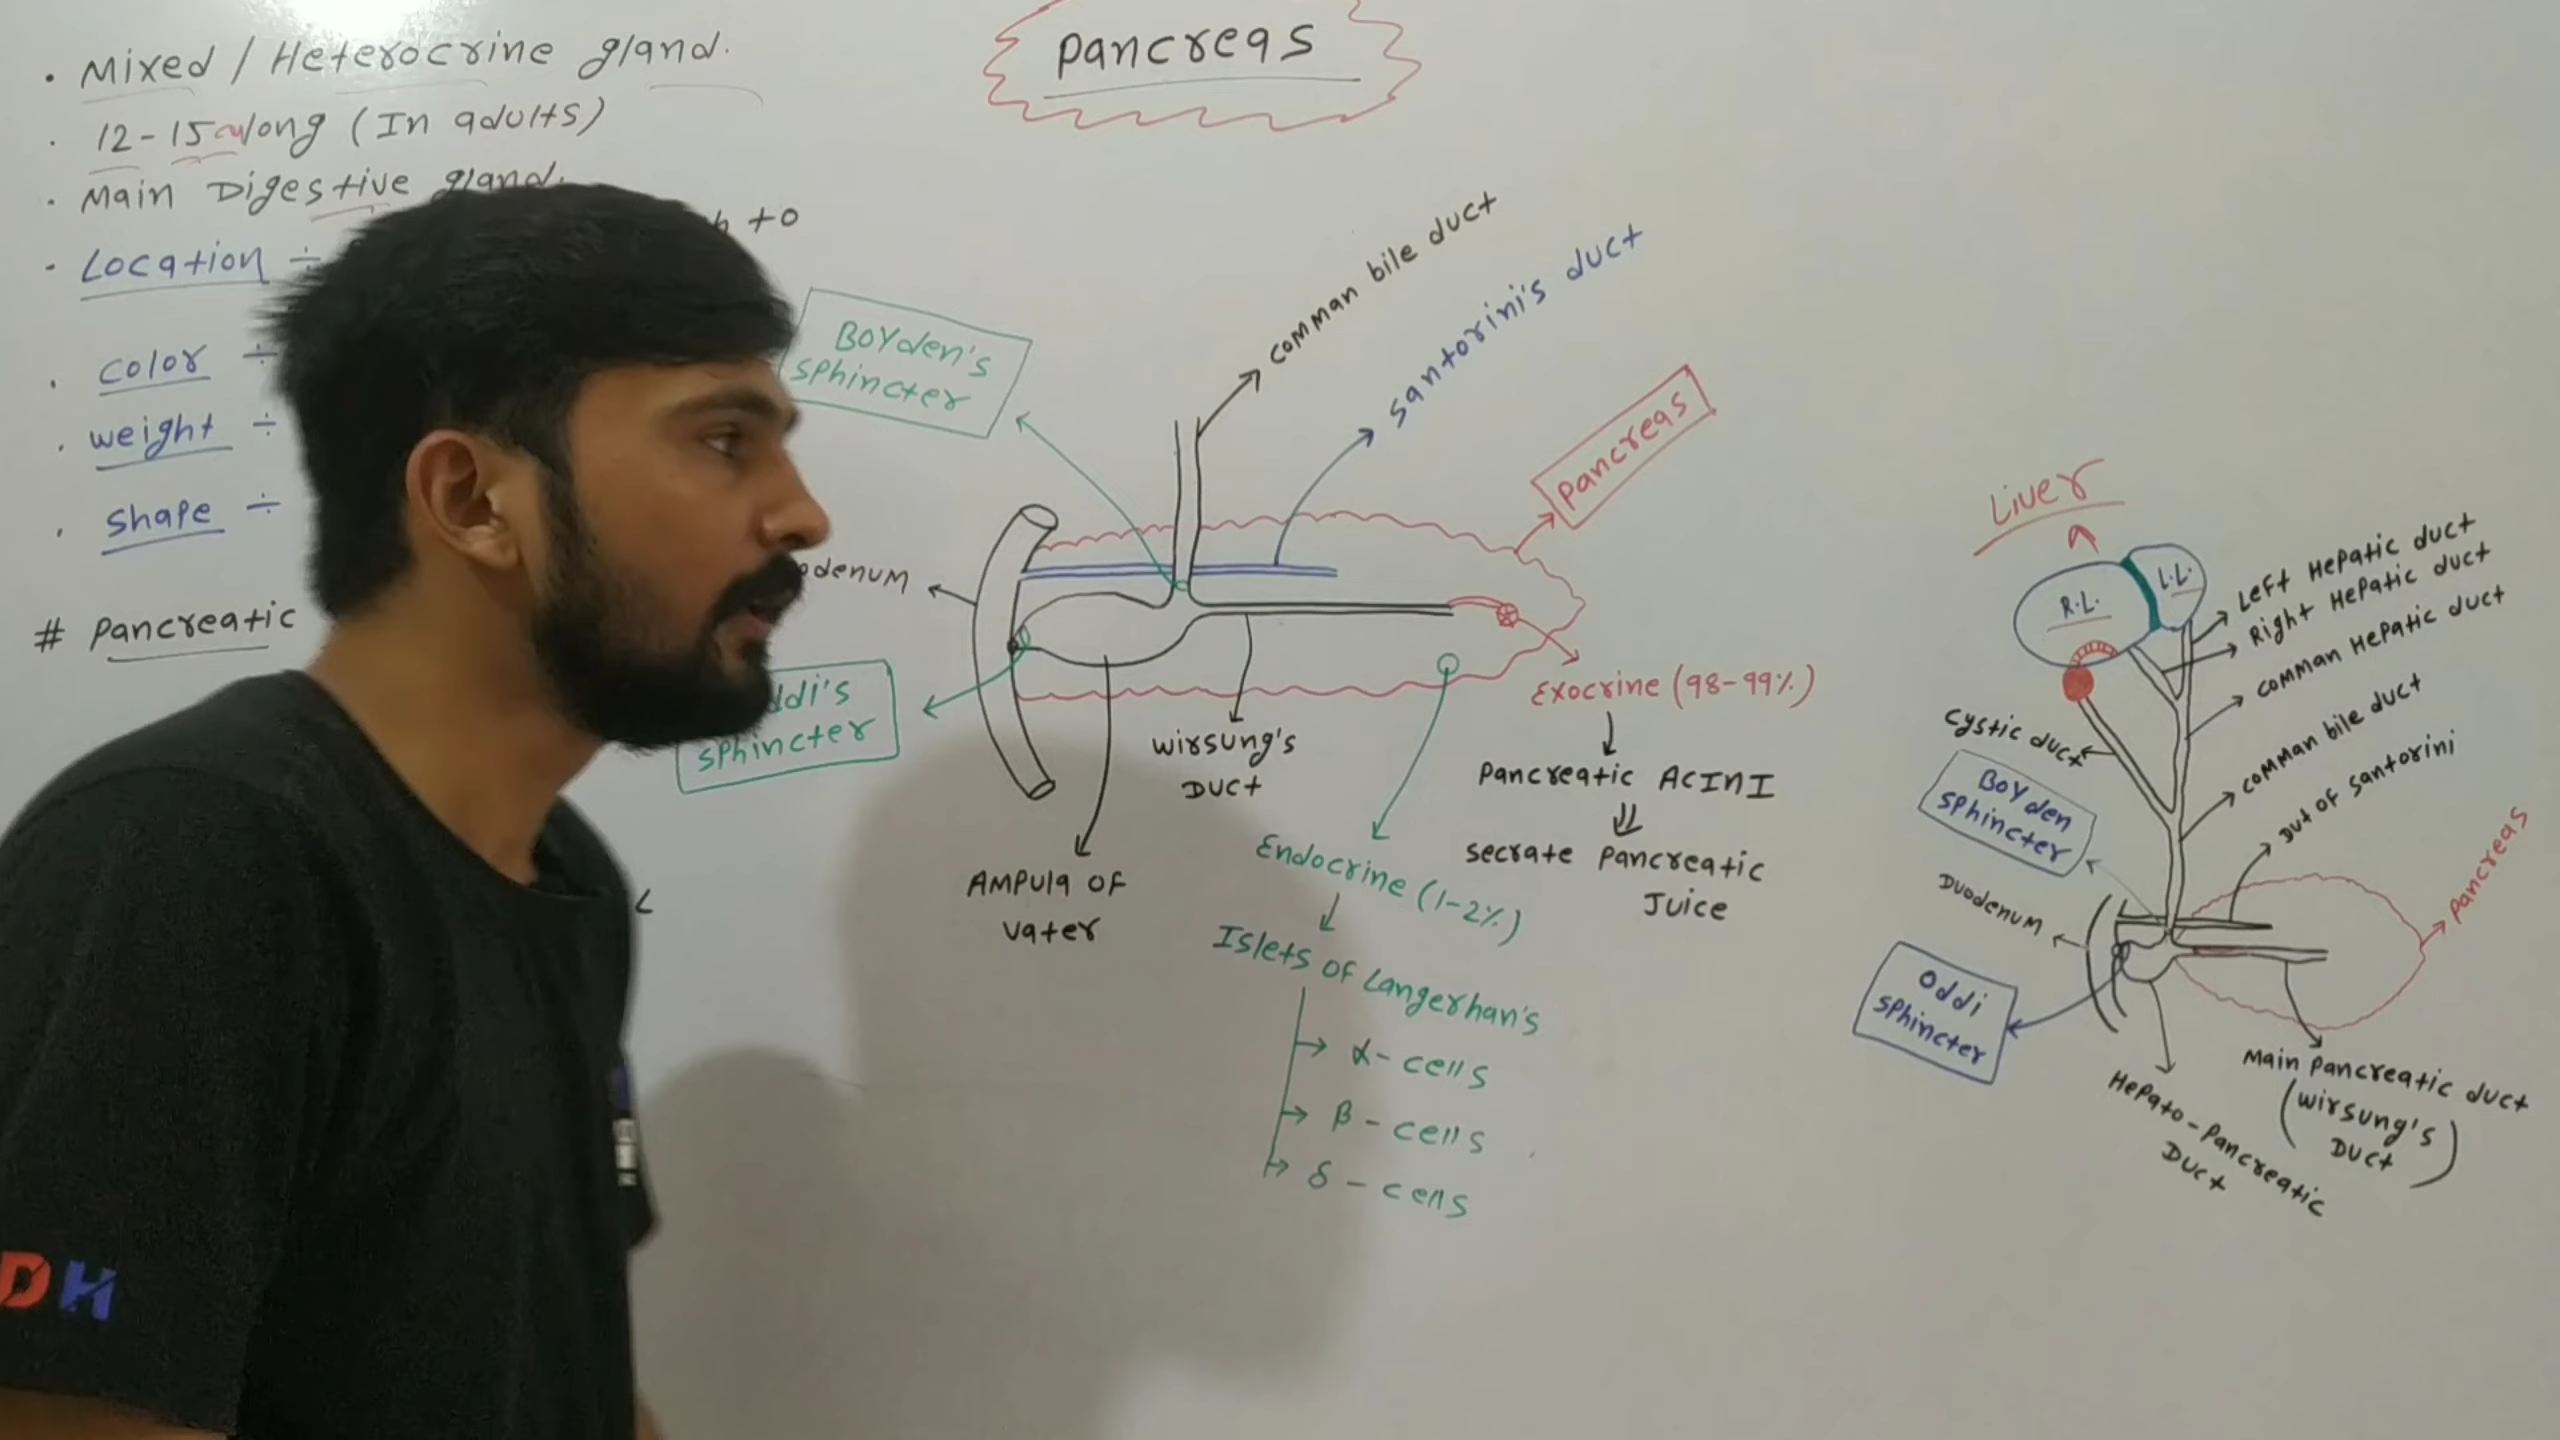 Pancreas
• Mixed / Heterocrine gland.
• 12-15cm long (In adults)
• Main Digestive gland.
to
• Location ÷
• color ÷
• weight ÷
• shape ÷
# Pancreatic
Boyden's
sphincter
comman bile duct
santorini's duct
Pancreas
sphincter
wirsung's
Duct
Ampula of
vater
Exocrine (98-99%)
Pancreatic AcInI
secrate pancreatic
Juice
Endocrine (1-2%)
Islets of Langerhan's
α- cells
β - cells
δ - cells
Liver
R.L.
L.L.
Left Hepatic duct
Right Hepatic duct
comman Hepatic duct
cystic duct
comman bile duct
Dut of santorini
Boyden
sphincter
Duodenum
Pancreas
Oddi
sphincter
Main pancreatic duct
(wirsung's
Duct)
Hepato-Pancreatic
Duct
DH